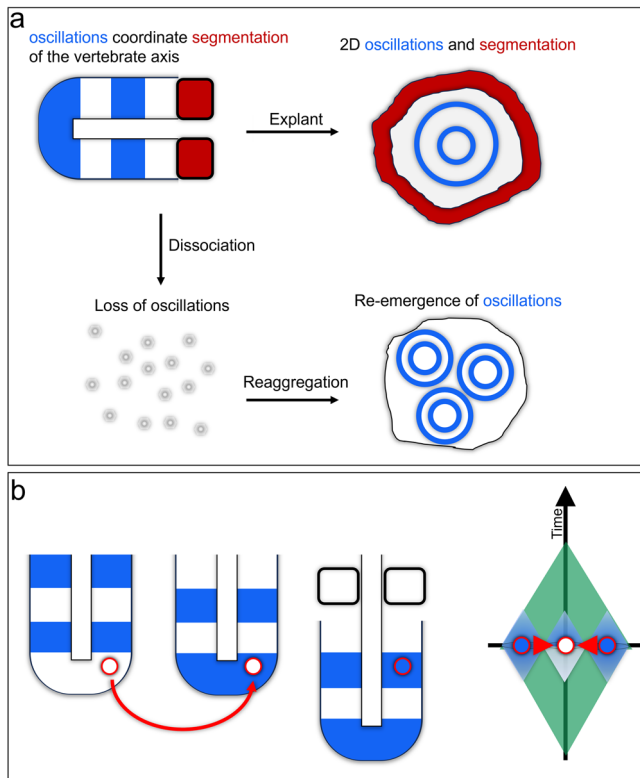 a
oscillations coordinate segmentation
of the vertebrate axis
2D oscillations and segmentation
Explant
Dissociation
Loss of oscillations
Re-emergence of oscillations
Reaggregation
b
Time